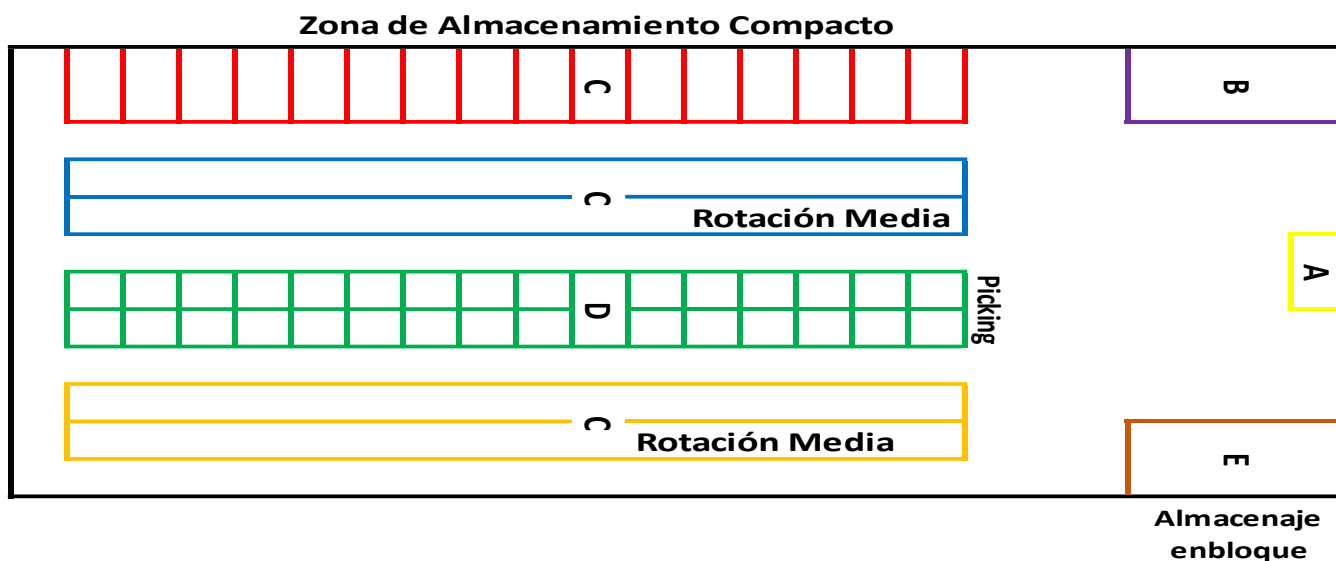 Zona de Almacenamiento Compacto
C
B
C
Rotación Media
A
D
Picking
C
Rotación Media
E
Almacenaje
enbloque